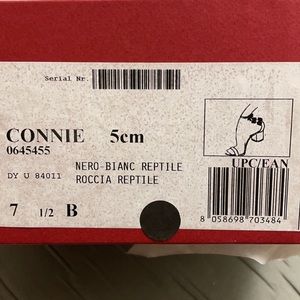 Serial Nr.
CONNIE 5cm
0645455
UPC/EAN
DY U 84011
NERO-BIANC REPTILE
ROCCIA REPTILE
7 1/2 B
8 058698 703484